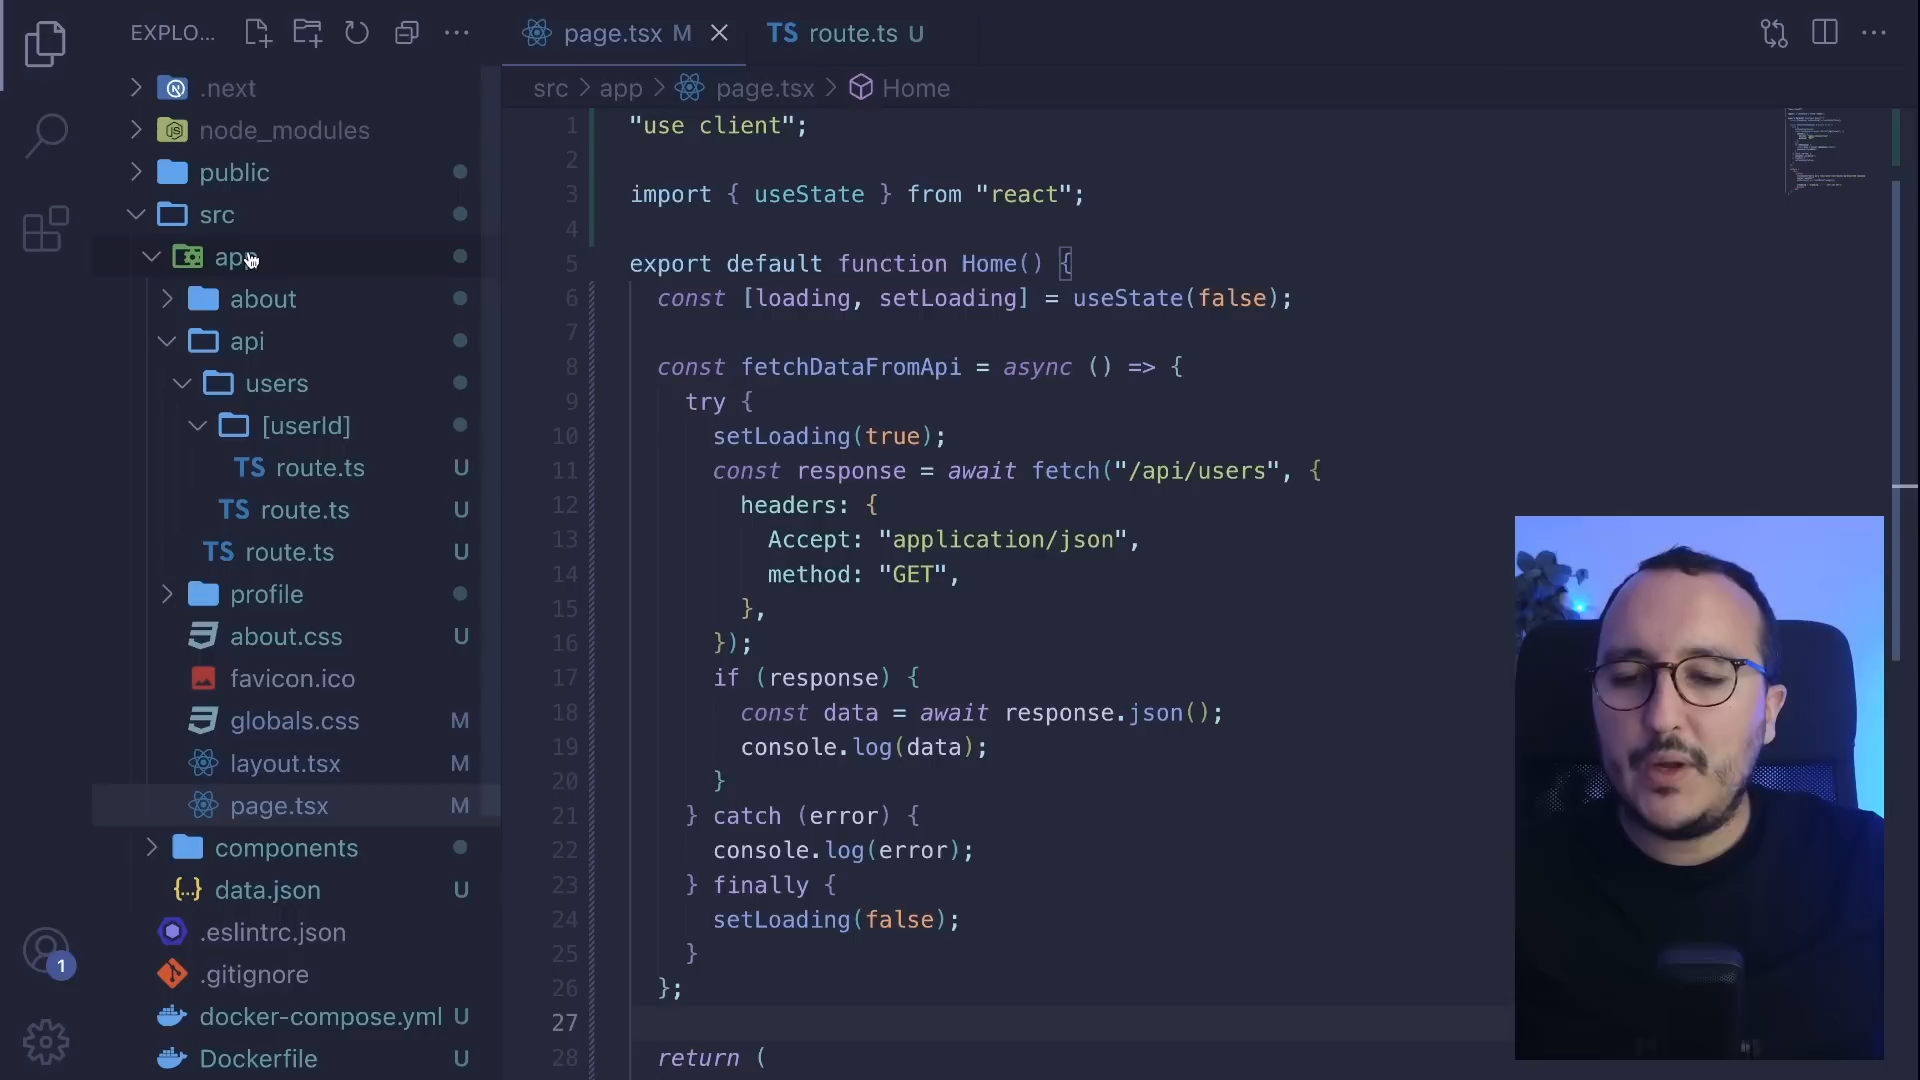 EXPLO...
page.tsx M
TS route.ts U
src > app > page.tsx > Home
.next
node_modules
public
src
app
about
api
users
[userId]
TS route.ts U
TS route.ts U
TS route.ts U
profile
about.css U
favicon.ico
globals.css M
layout.tsx M
page.tsx M
components
{...} data.json U
.eslintrc.json
.gitignore
docker-compose.yml U
Dockerfile U
1
1 "use client";
2
3 import { useState } from "react";
4
5 export default function Home() {
6 const [loading, setLoading] = useState(false);
7
8 const fetchDataFromApi = async () => {
9 try {
10 setLoading(true);
11 const response = await fetch("/api/users", {
12 headers: {
13 Accept: "application/json",
14 method: "GET",
15 },
16 });
17 if (response) {
18 const data = await response.json();
19 console.log(data);
20 }
21 } catch (error) {
22 console.log(error);
23 } finally {
24 setLoading(false);
25 }
26 };
27
28 return (